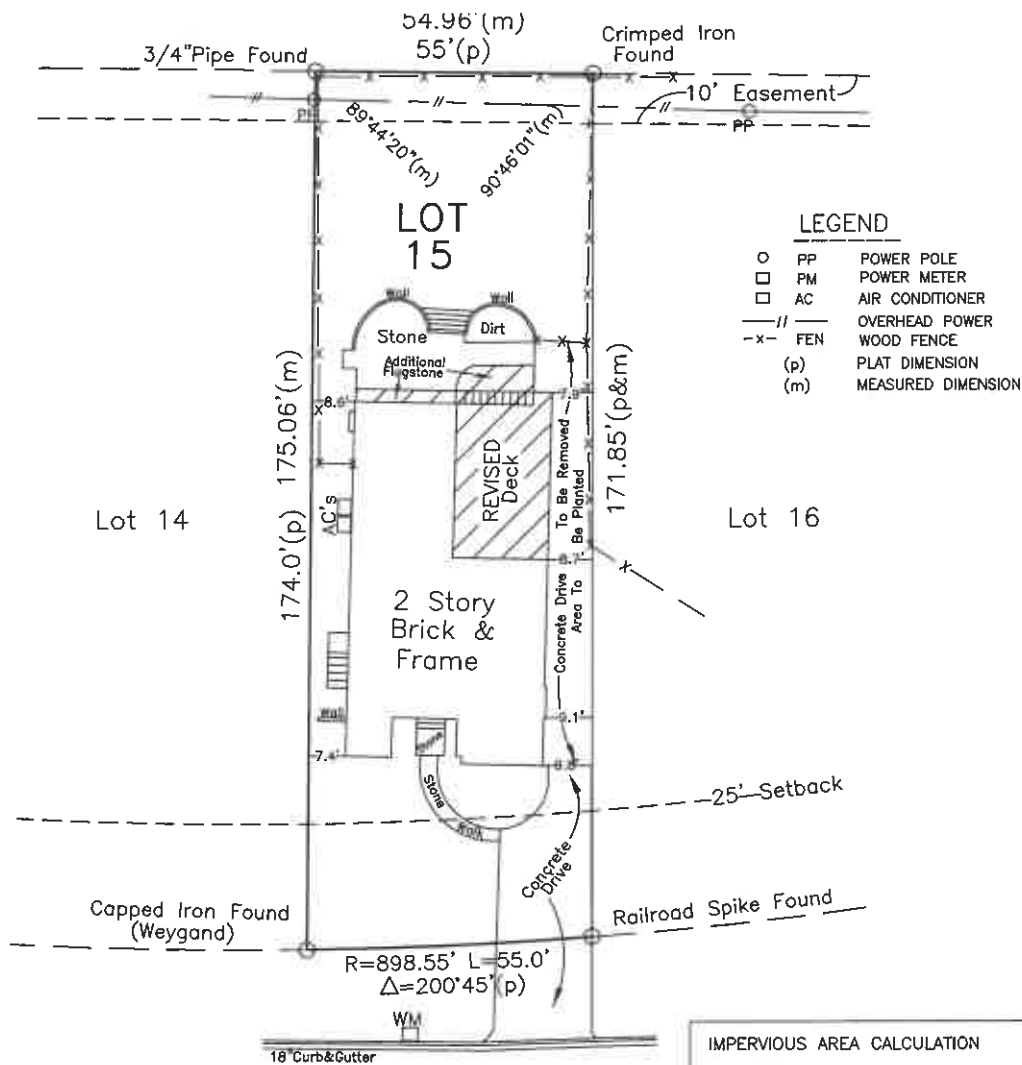 54.96'(m)
55'(p)
3/4"Pipe Found
Crimped Iron
Found
10' Easement
PP
89°44'20"(m)
90°46'01"(m)
LOT
15
LEGEND
PP POWER POLE
PM POWER METER
AC AIR CONDITIONER
// OVERHEAD POWER
-x- FEN WOOD FENCE
(p) PLAT DIMENSION
(m) MEASURED DIMENSION
Wall
Wall
Stone
Dirt
Additional
Flagstone
REVISED
Deck
To Be Removed
Be Planted
Concrete Drive
Area To
174.0'(p) 175.06'(m)
171.85'(p&m)
Lot 14
Lot 16
AC's
2 Story
Brick &
Frame
Wall
9.1'
7.4'
Stone
Walk
25' Setback
Concrete
Drive
Capped Iron Found
(Weygand)
Railroad Spike Found
R=898.55' L=55.0'
Δ=200°45'(p)
WM
18"Curb&Gutter
IMPERVIOUS AREA CALCULATION